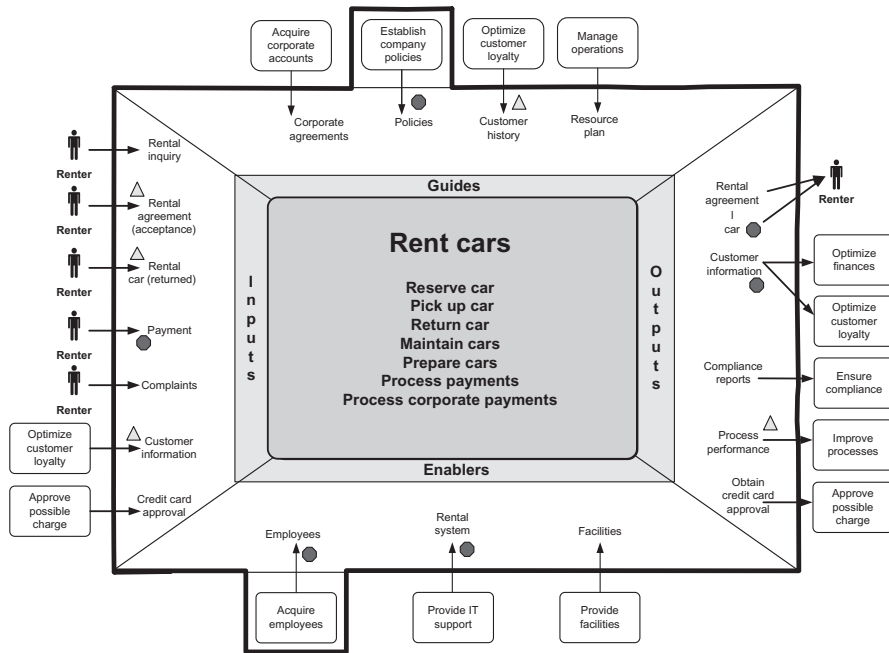 Acquire
corporate
accounts
Establish
company
policies
Optimize
customer
loyalty
Manage
operations
Corporate
agreements
Policies
Customer
history
Resource
plan
Renter
Rental
inquiry
Renter
Rental
agreement
(acceptance)
Renter
Rental
car (returned)
Renter
Payment
Renter
Complaints
Optimize
customer
loyalty
Customer
information
Approve
possible
charge
Credit card
approval
Guides
Inputs
Rent cars
Reserve car
Pick up car
Return car
Maintain cars
Prepare cars
Process payments
Process corporate payments
Outputs
Enablers
Rental
agreement
I
car
Renter
Customer
information
Optimize
finances
Optimize
customer
loyalty
Compliance
reports
Ensure
compliance
Process
performance
Improve
processes
Obtain
credit card
approval
Approve
possible
charge
Employees
Rental
system
Facilities
Acquire
employees
Provide IT
support
Provide
facilities